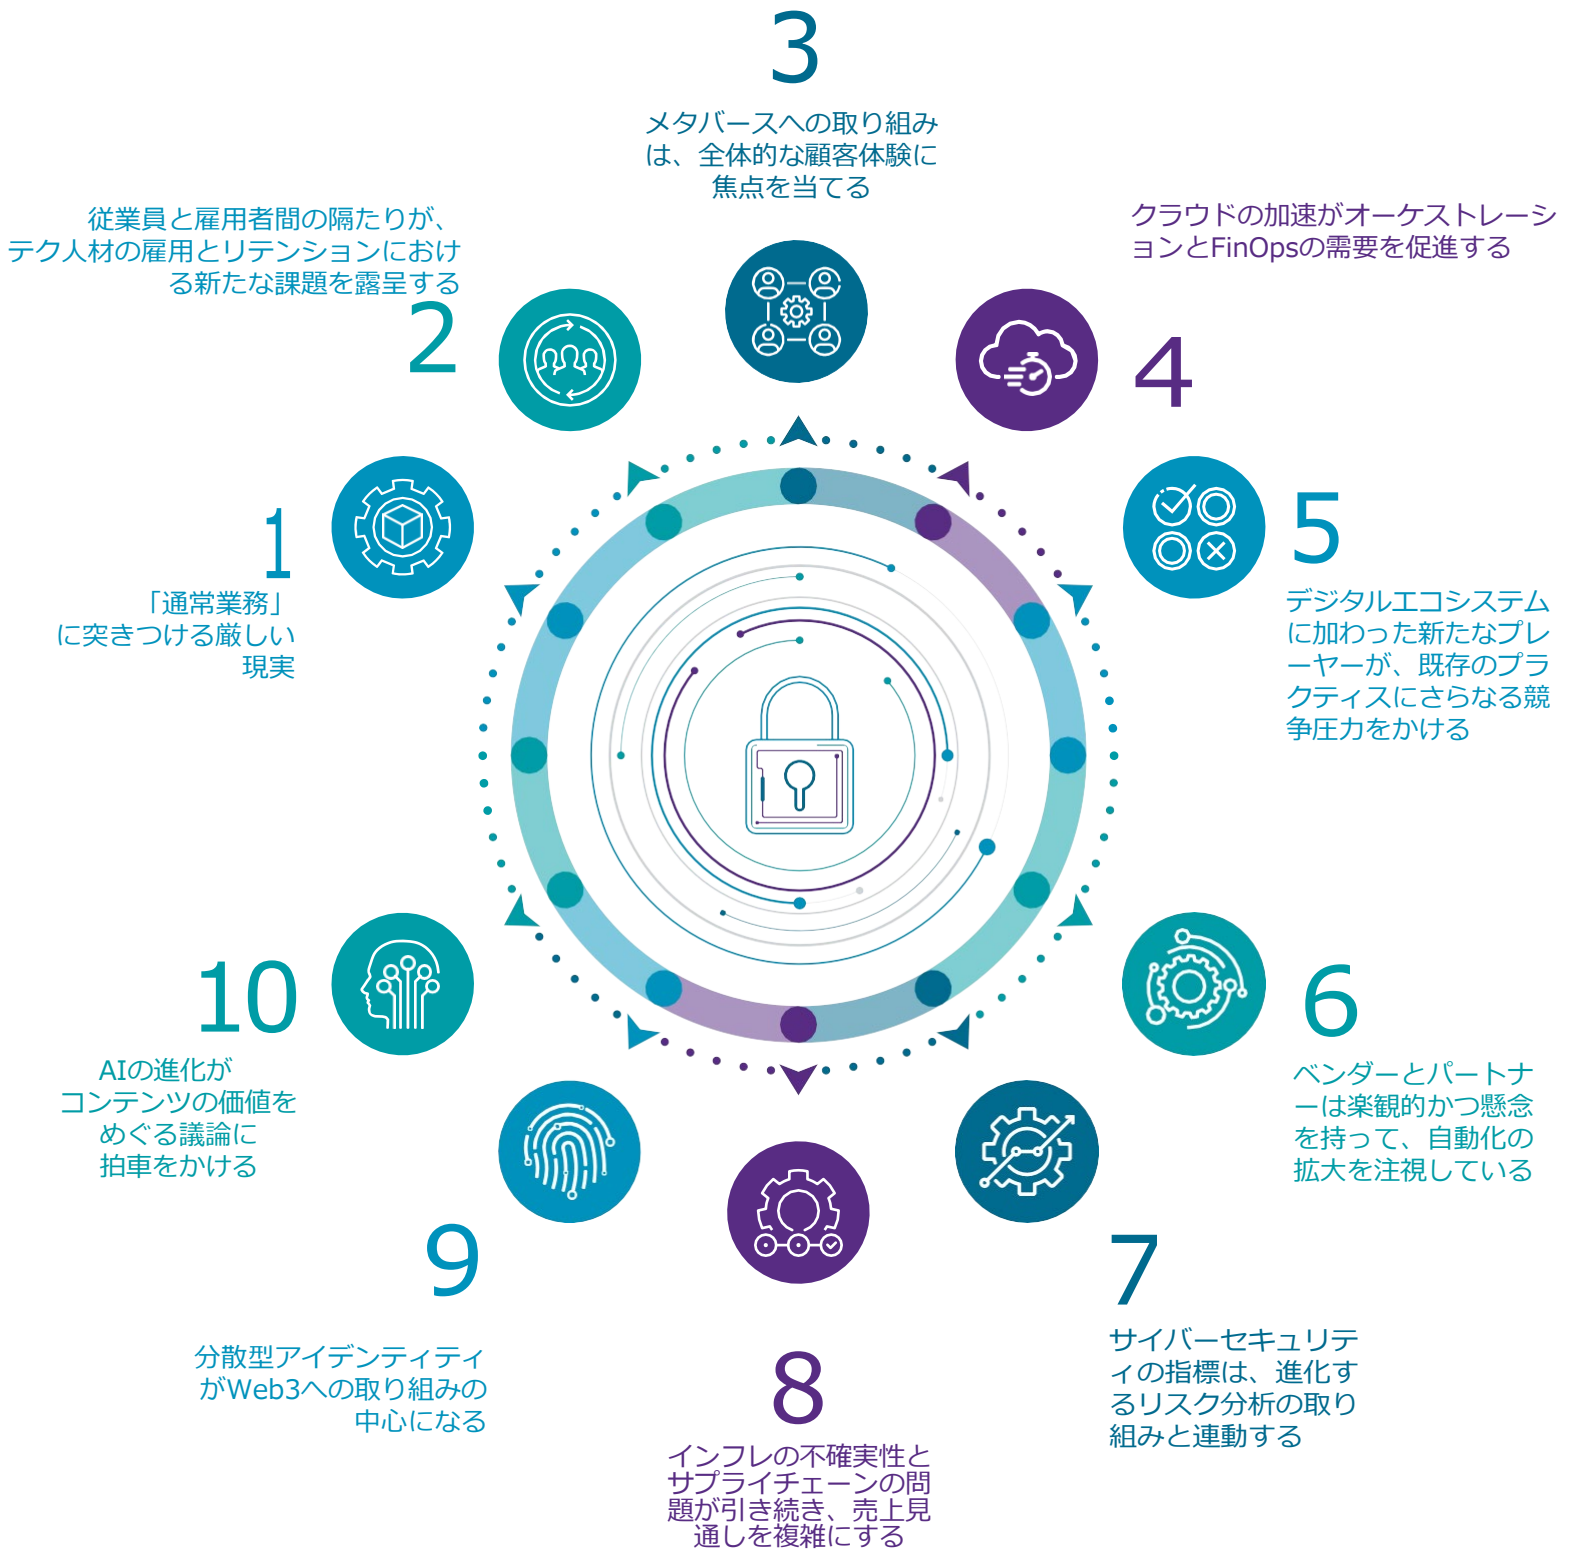 1
「通常業務」
に突きつける厳しい
現実
従業員と雇用者間の隔たりが、
テク人材の雇用とリテンションにおけ
る新たな課題を露呈する
2
3
メタバースへの取り組み
は、全体的な顧客体験に
焦点を当てる
クラウドの加速がオーケストレーシ
ョンとFinOpsの需要を促進する
4
5
デジタルエコシステム
に加わった新たなプレ
ーヤーが、既存のプラ
クティスにさらなる競
争圧力をかける
6
ベンダーとパートナ
ーは楽観的かつ懸念
を持って、自動化の
拡大を注視している
7
サイバーセキュリテ
ィの指標は、進化す
るリスク分析の取り
組みと連動する
8
インフレの不確実性と
サプライチェーンの問
題が引き続き、売上見
通しを複雑にする
9
分散型アイデンティティ
がWeb3への取り組みの
中心になる
10
AIの進化が
コンテンツの価値を
めぐる議論に
拍車をかける